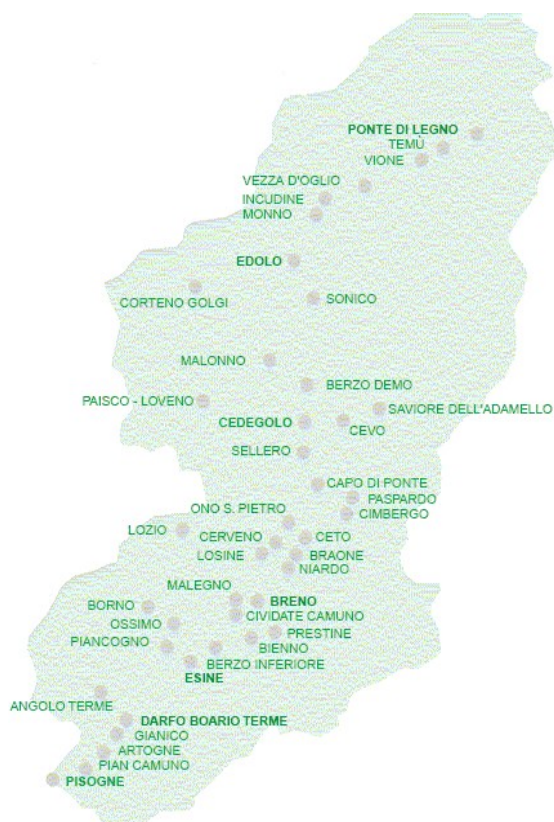 PONTE DI LEGNO
TEMÙ
VIONE
VEZZA D'OGLIO
INCUDINE
MONNO
EDOLO
CORTENO GOLGI
SONICO
MALONNO
BERZO DEMO
PAISCO - LOVENO
SAVIORE DELL'ADAMELLO
CEDEGOLO
CEVO
SELLERO
CAPO DI PONTE
PASPARDO
ONO S. PIETRO
CIMBERGO
LOZIO
CERVENO
CETO
LOSINE
BRAONE
NIARDO
MALEGNO
BRENO
BORNO
CIVIDATE CAMUNO
OSSIMO
PRESTINE
PIANCOGNO
BIENNO
BERZO INFERIORE
ESINE
ANGOLO TERME
DARFO BOARIO TERME
GIANICO
ARTOGNE
PIAN CAMUNO
PISOGNE